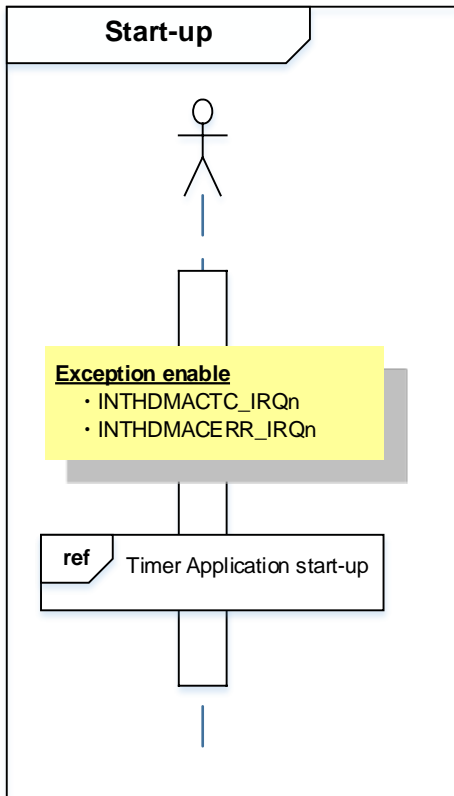 Start-up
Exception enable
・INTHDMACTC_IRQn
・INTHDMACERR_IRQn
ref
Timer Application start-up